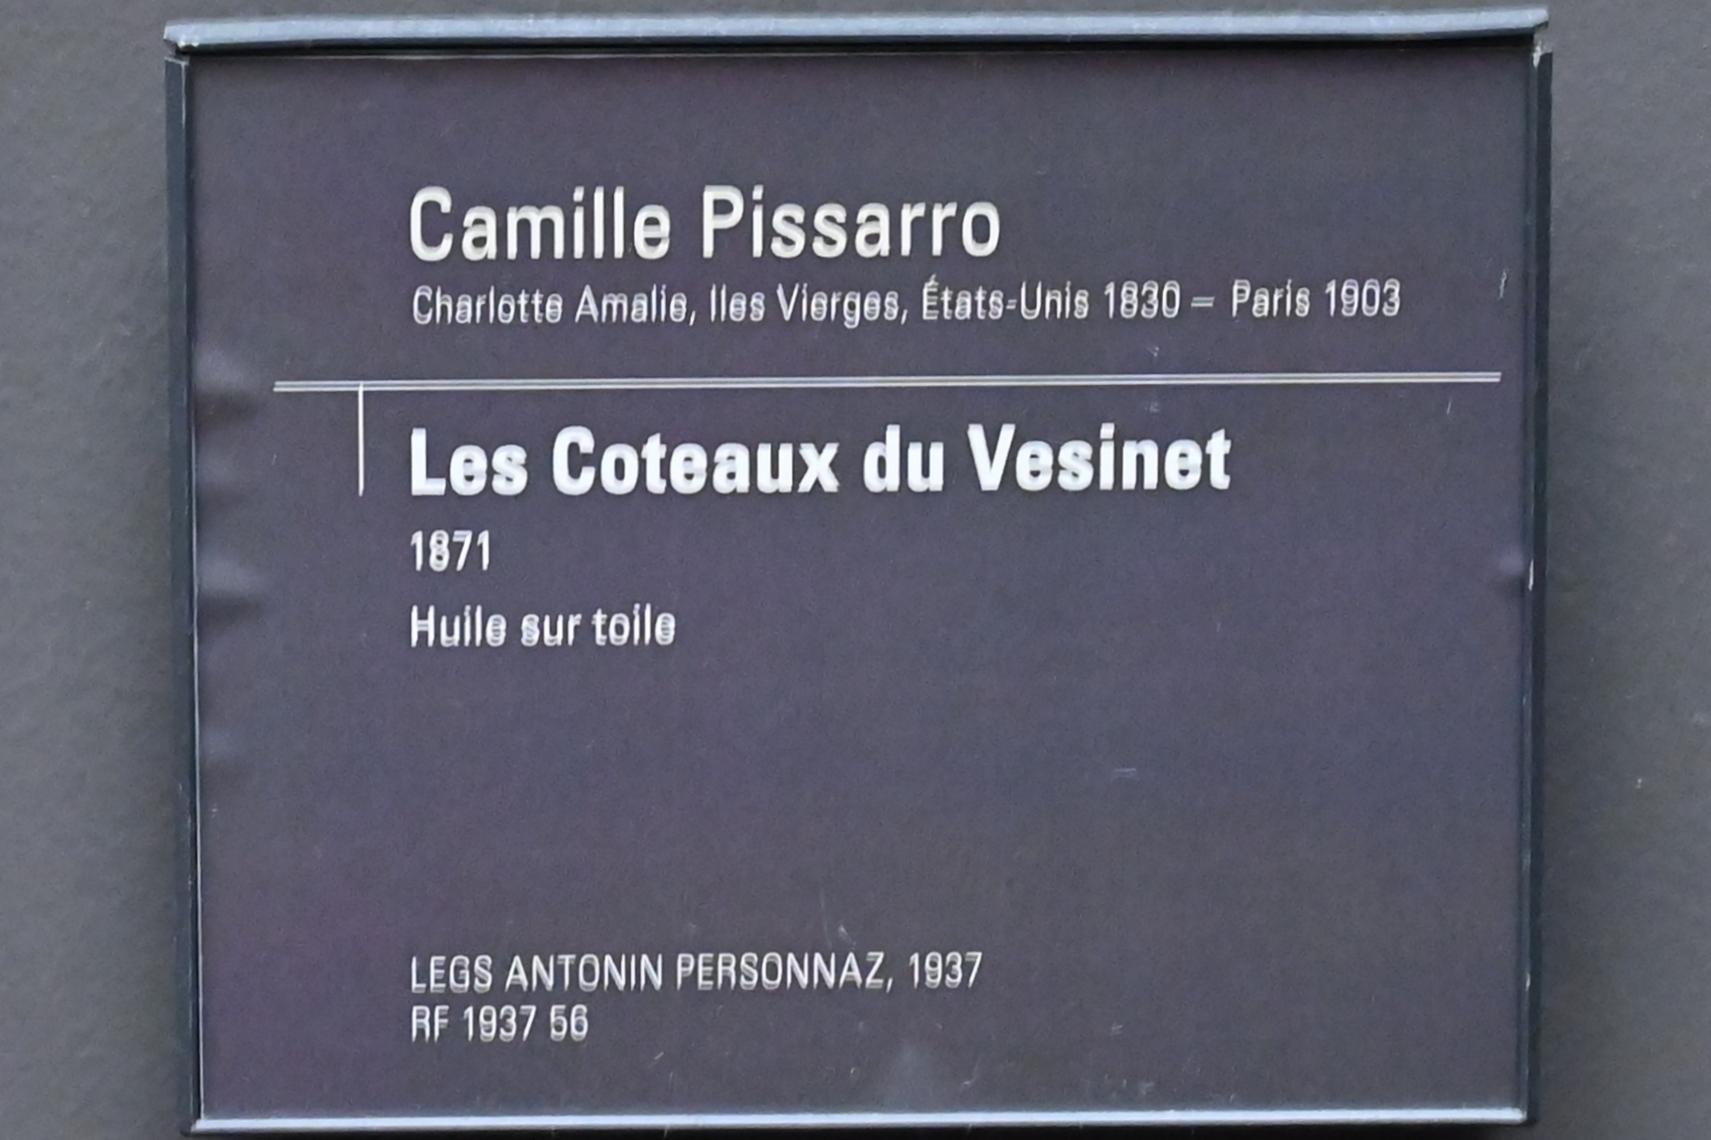 Camille Pissarro
Charlotte Amalie, Iles Vierges, États-Unis 1830 – Paris 1903
Les Coteaux du Vesinet
1871
Huile sur toile
LEGS ANTONIN PERSONNAZ, 1937
RF 1937 56